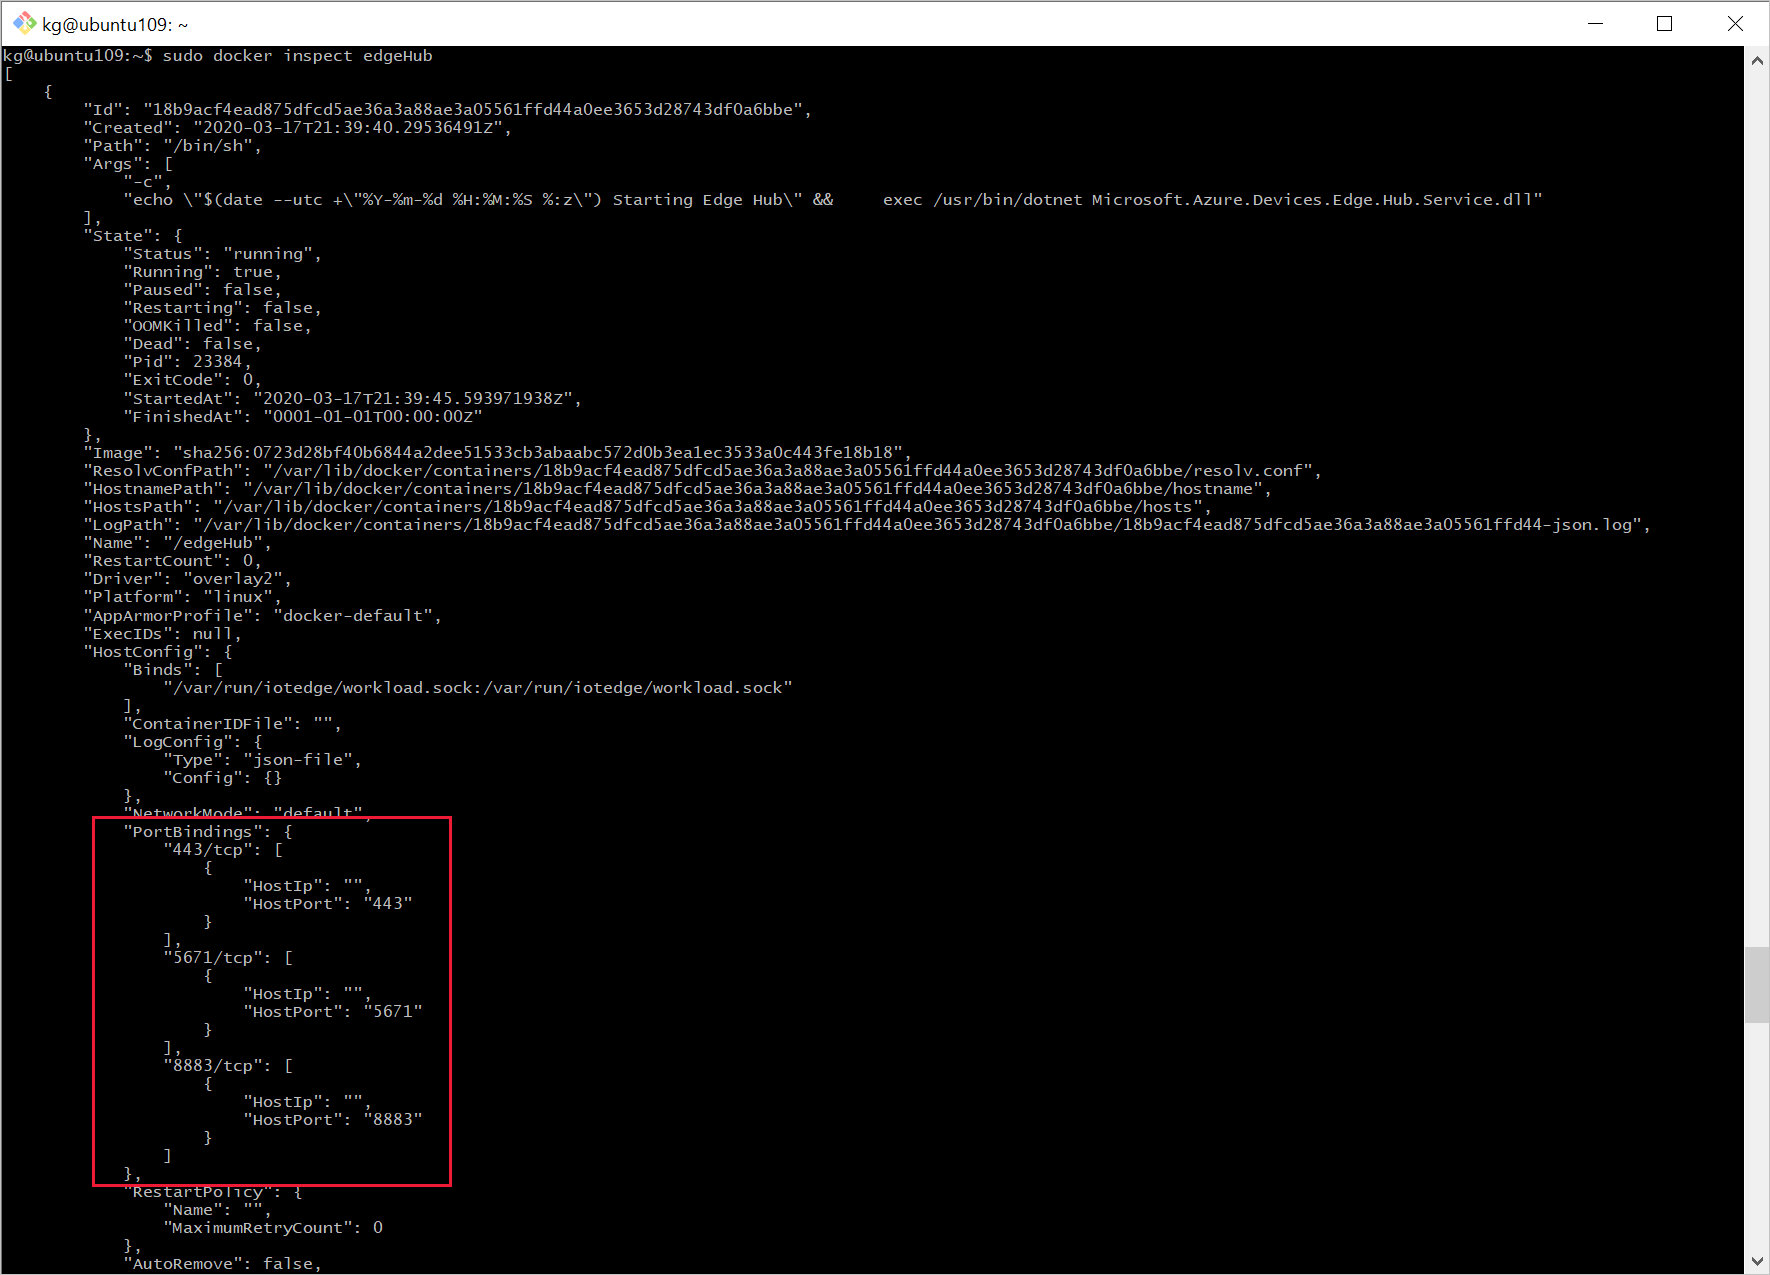 kg@ubuntu109: ~
kg@ubuntu109:~$ sudo docker inspect edgeHub
[
    {
        "Id": "18b9acf4ead875dfcd5ae36a3a88ae3a05561ffd44a0ee3653d28743df0a6bbe",
        "Created": "2020-03-17T21:39:40.29536491Z",
        "Path": "/bin/sh",
        "Args": [
            "-c",
            "echo \"$(date --utc +\"%Y-%m-%d %H:%M:%S %:z\") Starting Edge Hub\" &&     exec /usr/bin/dotnet Microsoft.Azure.Devices.Edge.Hub.Service.dll"
        ],
        "State": {
            "Status": "running",
            "Running": true,
            "Paused": false,
            "Restarting": false,
            "OOMKilled": false,
            "Dead": false,
            "Pid": 23384,
            "ExitCode": 0,
            "StartedAt": "2020-03-17T21:39:45.593971938Z",
            "FinishedAt": "0001-01-01T00:00:00Z"
        },
        "Image": "sha256:0723d28bf40b6844a2dee51533cb3abaabc572d0b3ea1ec3533a0c443fe18b18",
        "ResolvConfPath": "/var/lib/docker/containers/18b9acf4ead875dfcd5ae36a3a88ae3a05561ffd44a0ee3653d28743df0a6bbe/resolv.conf",
        "HostnamePath": "/var/lib/docker/containers/18b9acf4ead875dfcd5ae36a3a88ae3a05561ffd44a0ee3653d28743df0a6bbe/hostname",
        "HostsPath": "/var/lib/docker/containers/18b9acf4ead875dfcd5ae36a3a88ae3a05561ffd44a0ee3653d28743df0a6bbe/hosts",
        "LogPath": "/var/lib/docker/containers/18b9acf4ead875dfcd5ae36a3a88ae3a05561ffd44a0ee3653d28743df0a6bbe/18b9acf4ead875dfcd5ae36a3a88ae3a05561ffd44-json.log",
        "Name": "/edgeHub",
        "RestartCount": 0,
        "Driver": "overlay2",
        "Platform": "linux",
        "AppArmorProfile": "docker-default",
        "ExecIDs": null,
        "HostConfig": {
            "Binds": [
                "/var/run/iotedge/workload.sock:/var/run/iotedge/workload.sock"
            ],
            "ContainerIDFile": "",
            "LogConfig": {
                "Type": "json-file",
                "Config": {}
            },
            "NetworkMode": "default",
            "PortBindings": {
                "443/tcp": [
                    {
                        "HostIp": "",
                        "HostPort": "443"
                    }
                ],
                "5671/tcp": [
                    {
                        "HostIp": "",
                        "HostPort": "5671"
                    }
                ],
                "8883/tcp": [
                    {
                        "HostIp": "",
                        "HostPort": "8883"
                    }
                ]
            },
            "RestartPolicy": {
                "Name": "",
                "MaximumRetryCount": 0
            },
            "AutoRemove": false,